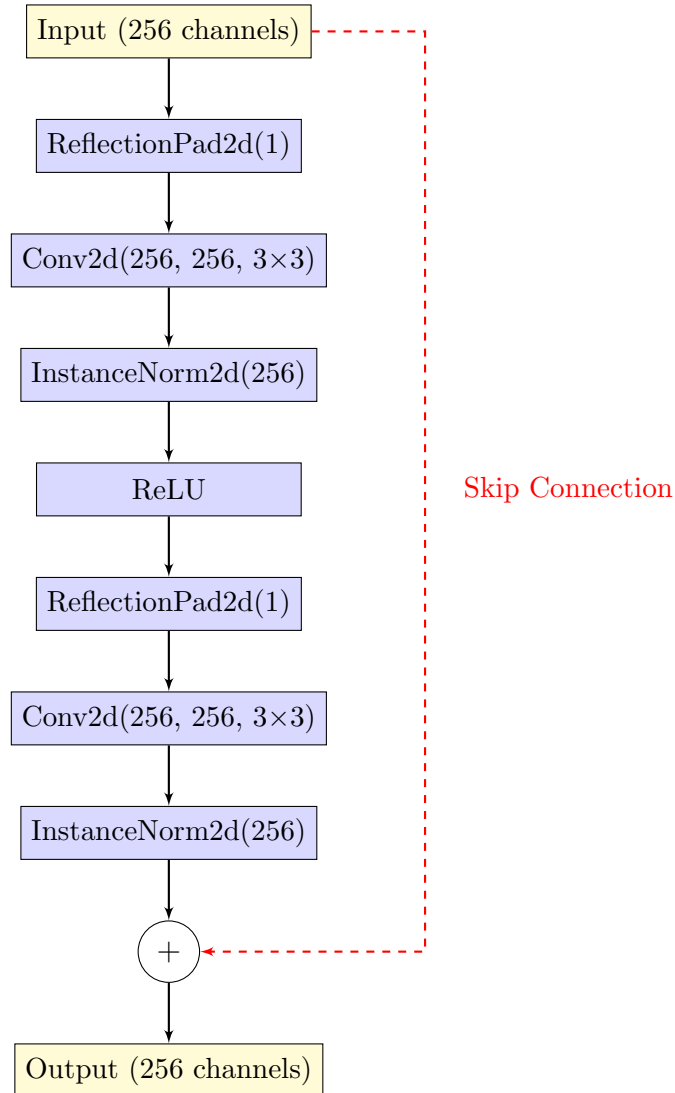 Input (256 channels)
ReflectionPad2d(1)
Conv2d(256, 256, 3×3)
InstanceNorm2d(256)
ReLU
Skip Connection
ReflectionPad2d(1)
Conv2d(256, 256, 3×3)
InstanceNorm2d(256)
+
Output (256 channels)